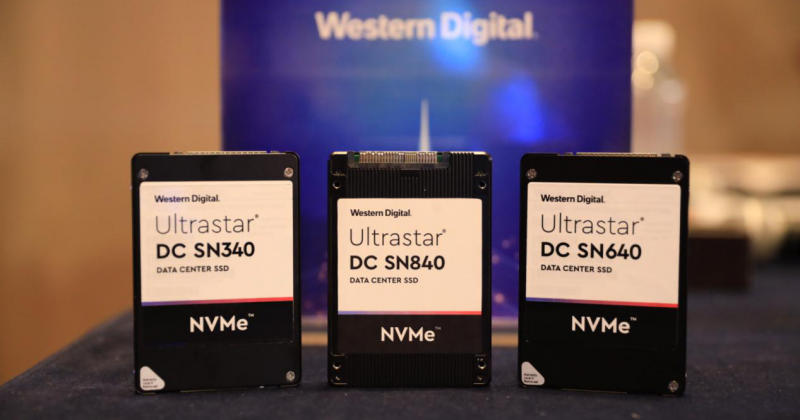 Western Digital.
Western Digital.
Ultrastar®
DC SN340
DATA CENTER SSD
NVMe™
Western Digital.
Ultrastar®
DC SN840
DATA CENTER SSD
NVMe™
Western Digital.
Ultrastar®
DC SN640
DATA CENTER SSD
NVMe™